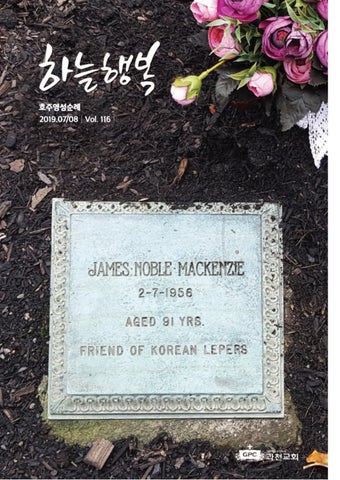 하늘행복
호주영성순례
2019.07/08 | Vol. 116
JAMES·NOBLE·MACKENZIE
2-7-1956
AGED 91 YRS.
FRIEND OF KOREAN LEPERS
GPC 과천교회